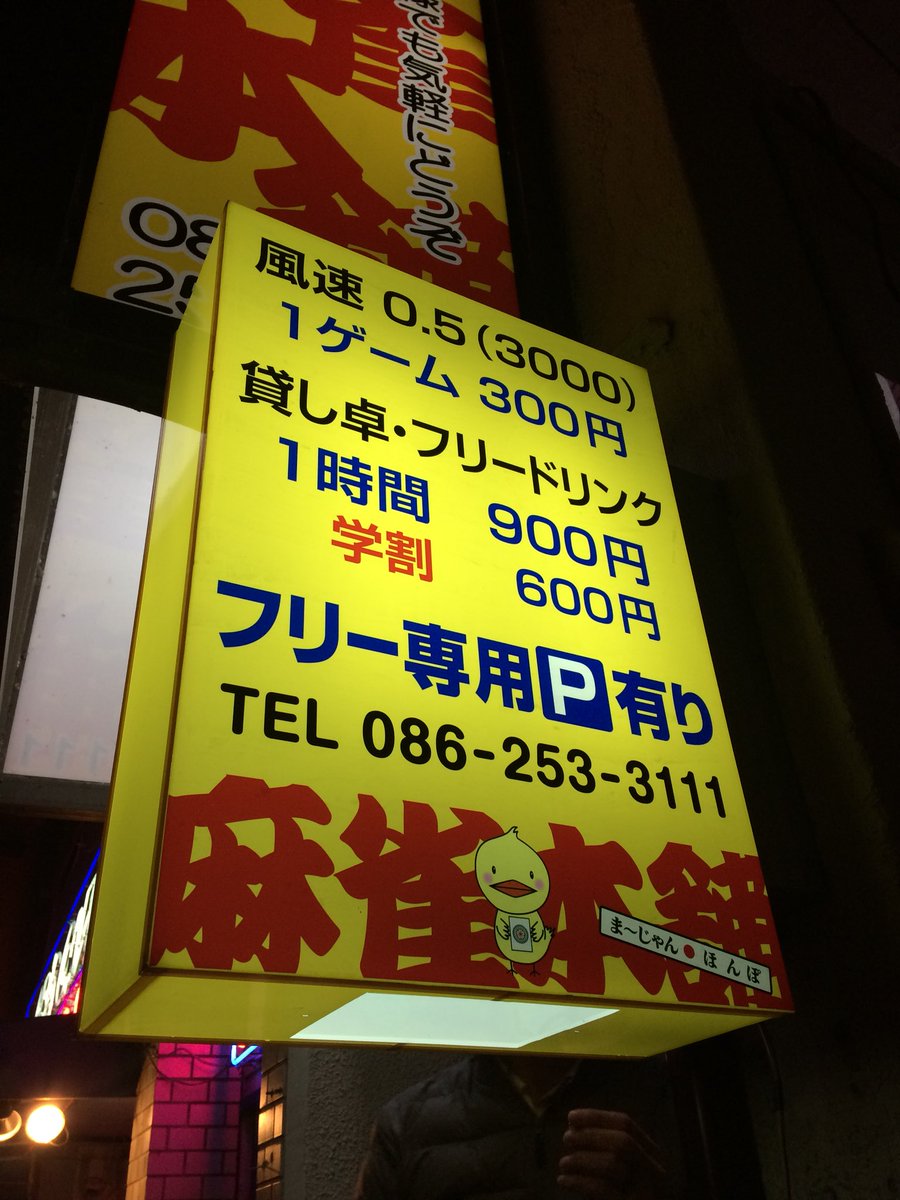 でも気軽にどうぞ
風速 0.5(3000)
1ゲーム 300円
貸し卓・フリードリンク
1時間 900円
学割 600円
フリー専用P有り
TEL 086-253-3111
麻雀本舗
ま〜じゃん ほんぽ